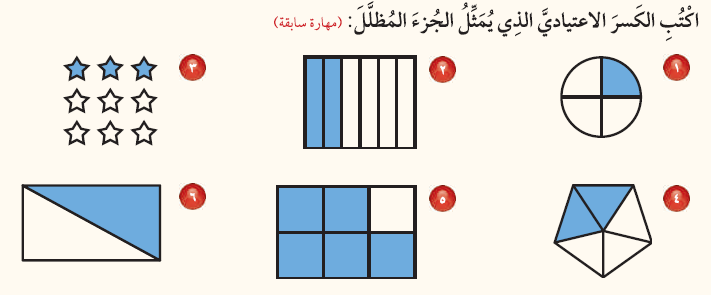 اكْتُبِ الكَسرَ الاعتياديَّ الذِي يُمَثِّلُ الجُزءَ المُظلَّلَ: (مهارة سابقة)
١ ٢ ٣
٤ ٥ ٦